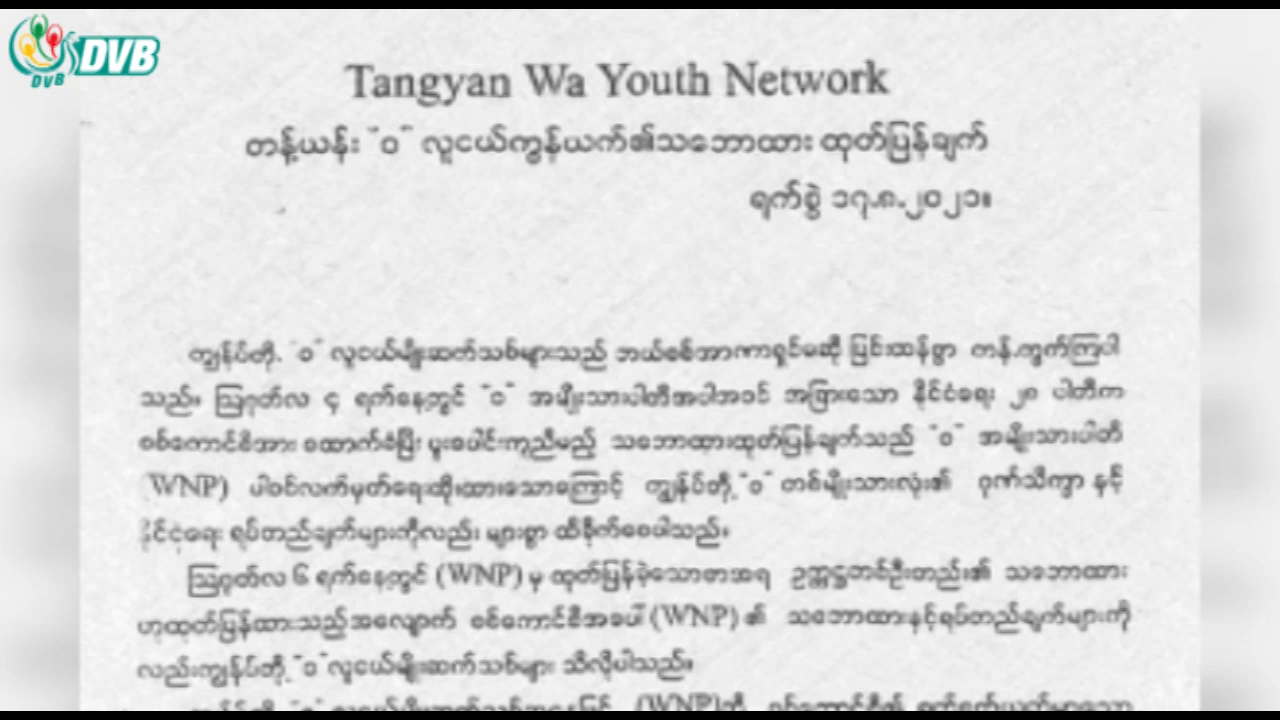 DVB
DVB
Tangyan Wa Youth Network
တန့်ယန်း "ဝ" လူငယ်ကွန်ယက်၏သဘောထား ထုတ်ပြန်ချက်
ရက်စွဲ ၁၇.၈.၂၀၂၁။
ကျွန်ုပ်တို့ "ဝ" လူငယ်မျိုးဆက်သစ်များသည် ဘယ်စစ်အာဏာရှင်မဆို ပြင်းထန်စွာ ကန့်ကွက်ကြပါ
သည်။ ဩဂုတ်လ ၄ ရက်နေ့တွင် "ဝ" အမျိုးသားပါတီအပါအဝင် အခြားသော နိုင်ငံရေး ၂၈ ပါတီက
စစ်ကောင်စီအား ထောက်ခံပြီး ပူးပေါင်းကူညီမည့် သဘောထားထုတ်ပြန်ချက်သည် "ဝ" အမျိုးသားပါတီ
(WNP) ပါဝင်လက်မှတ်ရေးထိုးထားသောကြောင့် ကျွန်ုပ်တို့ "ဝ" တစ်မျိုးသားလုံး၏ ဂုဏ်သိက္ခာ နှင့်
နိုင်ငံရေး ရပ်တည်ချက်များကိုလည်း များစွာ ထိခိုက်စေပါသည်။
ဩဂုတ်လ ၆ ရက်နေ့တွင် (WNP) မှ ထုတ်ပြန်ခဲ့သောစာအရ ဥက္ကဋ္ဌတစ်ဦးတည်း၏ သဘောထား
ဟုထုတ်ပြန်ထားသည့်အလျောက် စစ်ကောင်စီအပေါ် (WNP) ၏ သဘောထားနှင့်ရပ်တည်ချက်များကို
လည်းကျွန်ုပ်တို့ "ဝ" လူငယ်မျိုးဆက်သစ်များ သိလိုပါသည်။